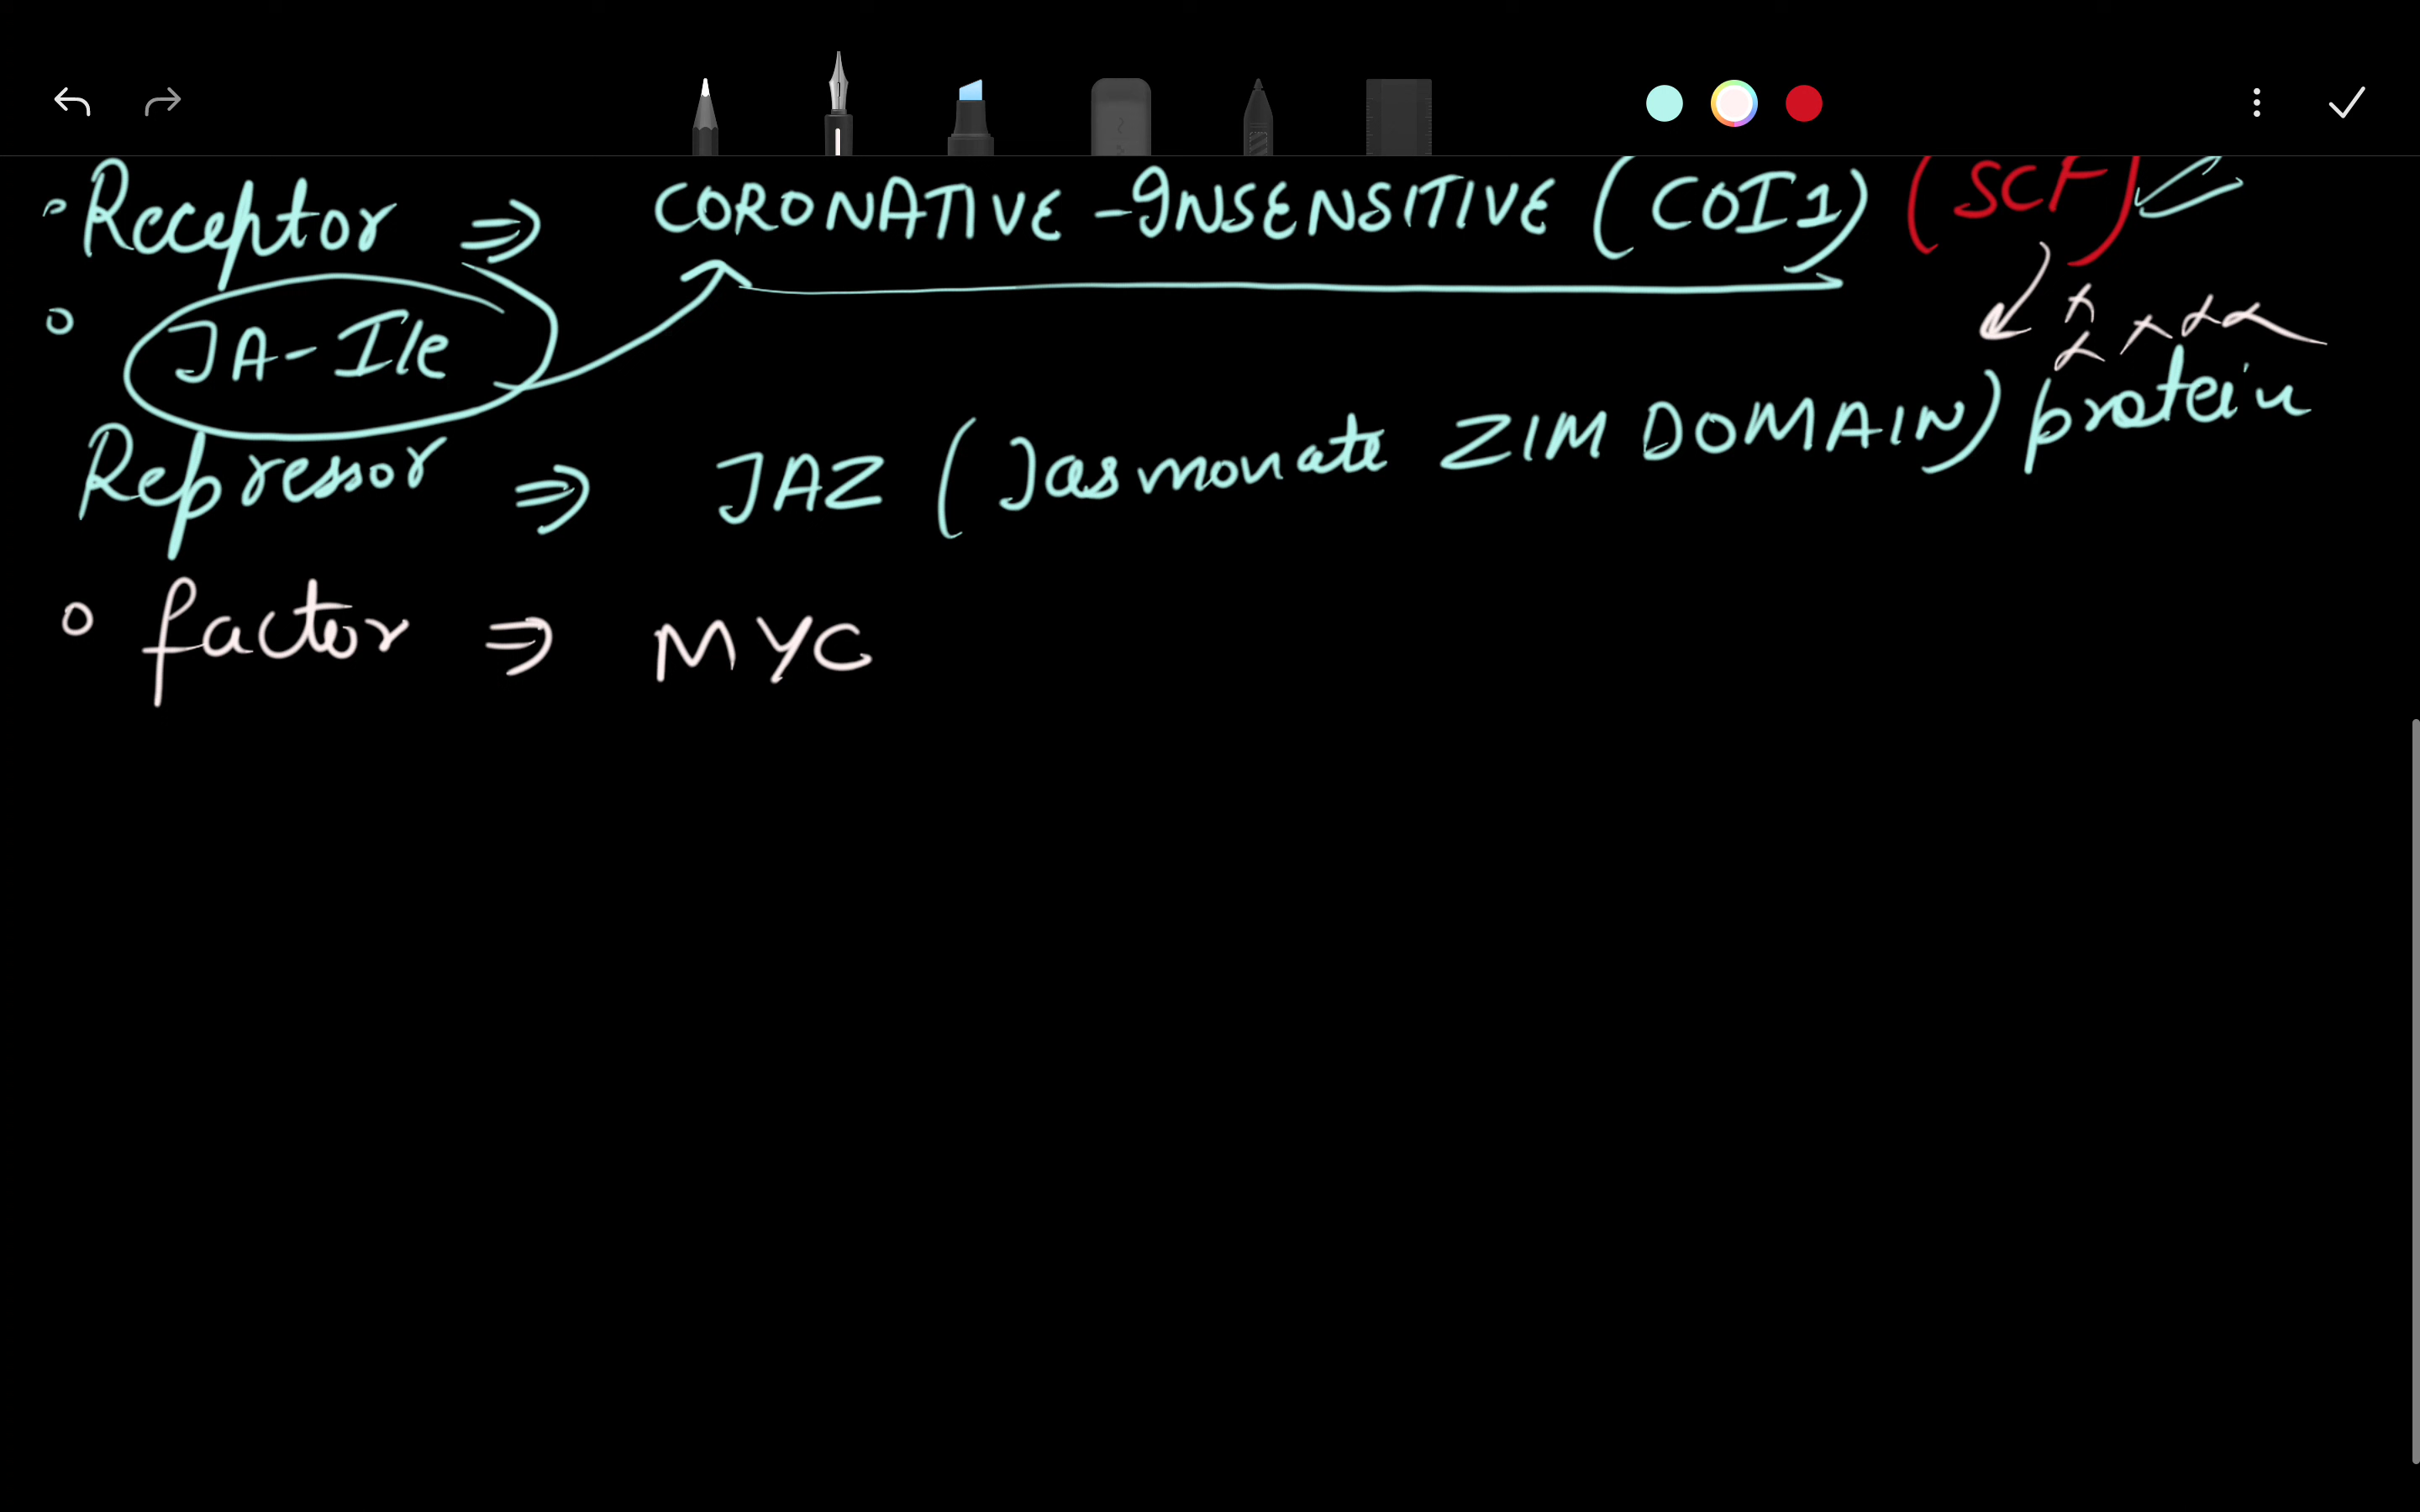 Receptor ⇒ CORONATIVE-INSENSITIVE (COI1) (SCF)
JA-Ile
Repressor ⇒ JAZ (Jasmonate ZIM DOMAIN) protein
factor ⇒ MYC